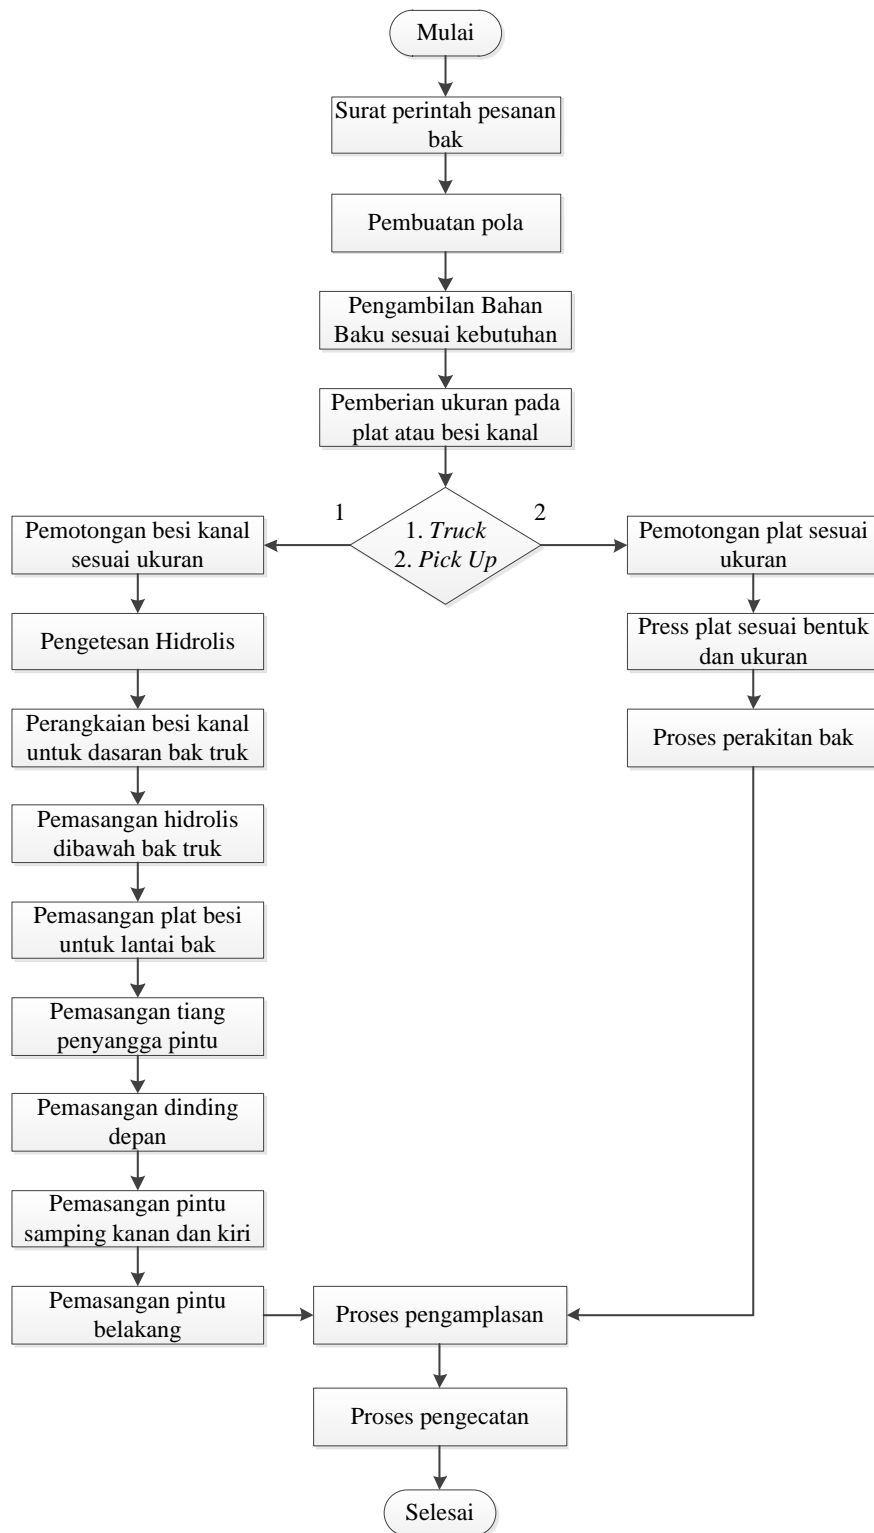 Mulai
Surat perintah pesanan
bak
Pembuatan pola
Pengambilan Bahan
Baku sesuai kebutuhan
Pemberian ukuran pada
plat atau besi kanal
1
1. Truck
2. Pick Up
2
Pemotongan besi kanal
sesuai ukuran
Pengetesan Hidrolis
Perangkaian besi kanal
untuk dasaran bak truk
Pemasangan hidrolis
dibawah bak truk
Pemasangan plat besi
untuk lantai bak
Pemasangan tiang
penyangga pintu
Pemasangan dinding
depan
Pemasangan pintu
samping kanan dan kiri
Pemasangan pintu
belakang
Pemotongan plat sesuai
ukuran
Press plat sesuai bentuk
dan ukuran
Proses perakitan bak
Proses pengamplasan
Proses pengecatan
Selesai